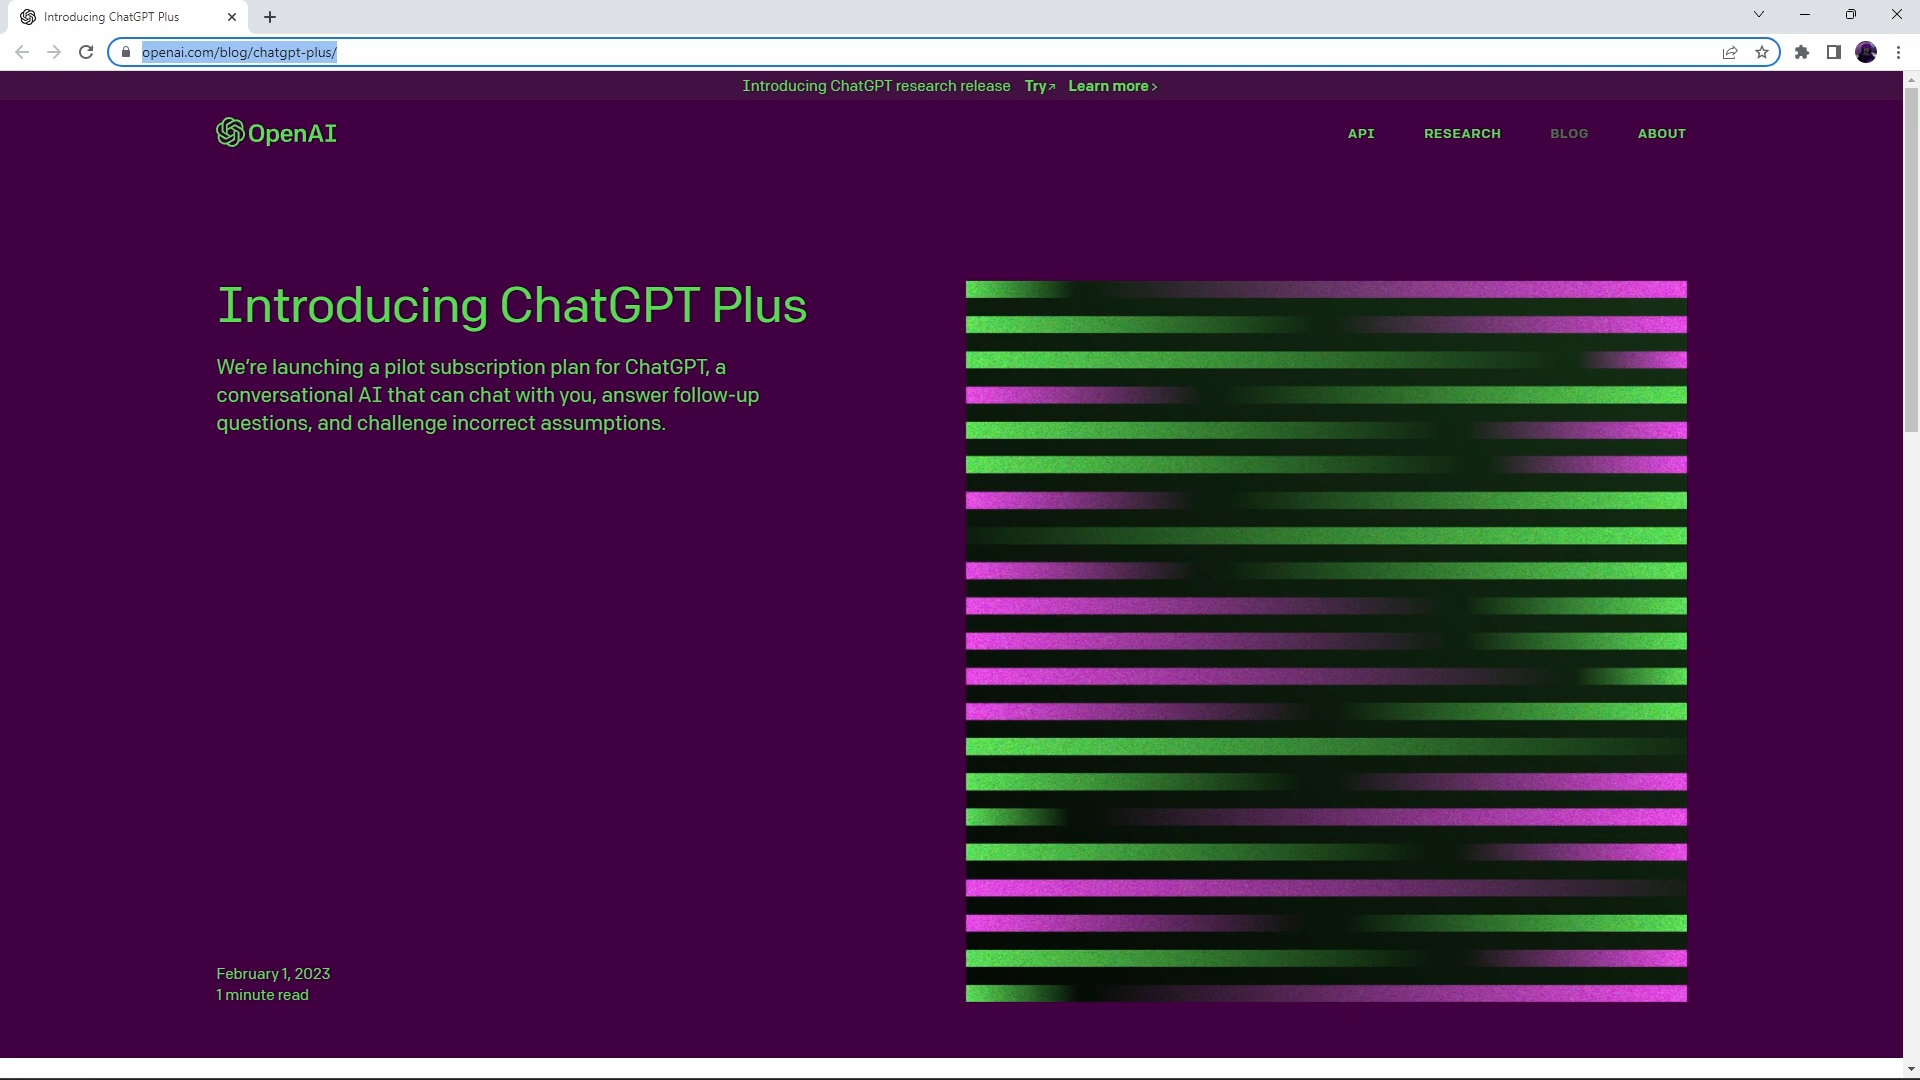 Introducing ChatGPT Plus
openai.com/blog/chatgpt-plus/
Introducing ChatGPT research release Try↗ Learn more ›
OpenAI
API RESEARCH BLOG ABOUT
Introducing ChatGPT Plus
We’re launching a pilot subscription plan for ChatGPT, a
conversational AI that can chat with you, answer follow-up
questions, and challenge incorrect assumptions.
February 1, 2023
1 minute read